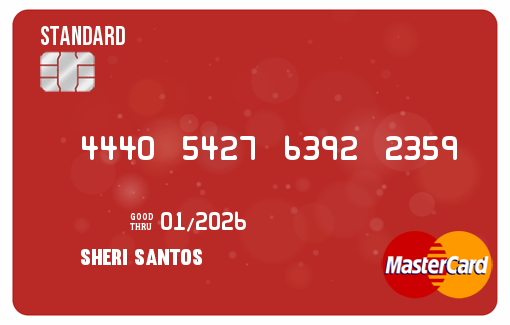 STANDARD
4440 5427 6392 2359
GOOD THRU 01/2026
SHERI SANTOS
MasterCard